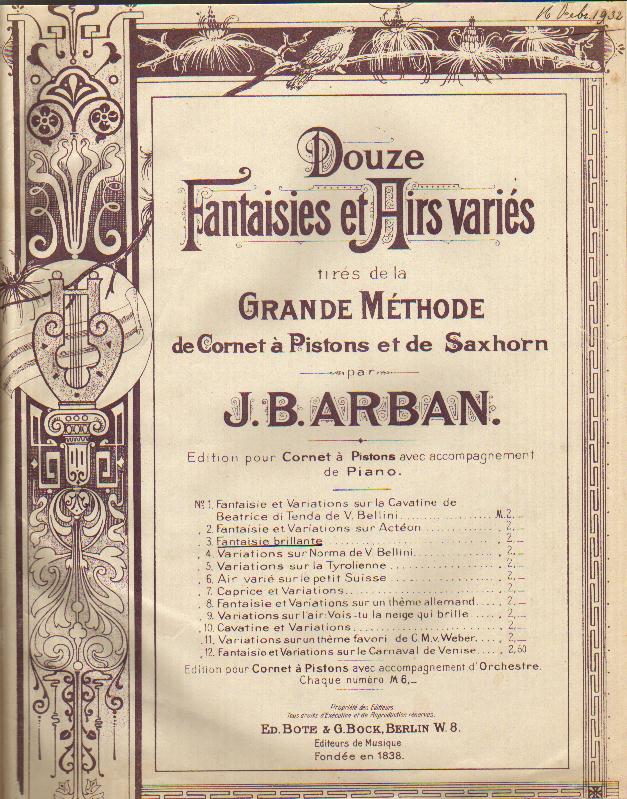 16 Febr. 1932
Douze
Fantaisies et Airs variés
tirés de la
GRANDE MÉTHODE
de Cornet à Pistons et de Saxhorn
par
J.B. ARBAN.
Edition pour Cornet à Pistons avec accompagnement
de Piano.
No 1. Fantaisie et Variations sur la Cavatine de
Beatrice di Tenda de V. Bellini M. 2._
„ 2. Fantaisie et Variations sur Actéon „ 2._
„ 3. Fantaisie brillante „ 2._
„ 4. Variations sur Norma de V. Bellini „ 2._
„ 5. Variations sur la Tyrolienne „ 2._
„ 6. Air varié sur le petit Suisse „ 2._
„ 7. Caprice et Variations „ 2._
„ 8. Fantaisie et Variations sur un thême allemand „ 2._
„ 9. Variations sur l'air: Vois-tu la neige qui brille „ 2._
„ 10. Cavatine et Variations „ 2._
„ 11. Variations sur un thême favori de C. M. v. Weber „ 2._
„ 12. Fantaisie et Variations sur le Carnaval de Venise „ 2,50
Edition pour Cornet à Pistons avec accompagnement d'Orchestre.
Chaque numéro M 6,_
Propriété des Editeurs
Tous droits d'Exécution et de Reproduction réservés.
ED. BOTE & G. BOCK, BERLIN W. 8.
Editeurs de Musique
Fondée en 1838.